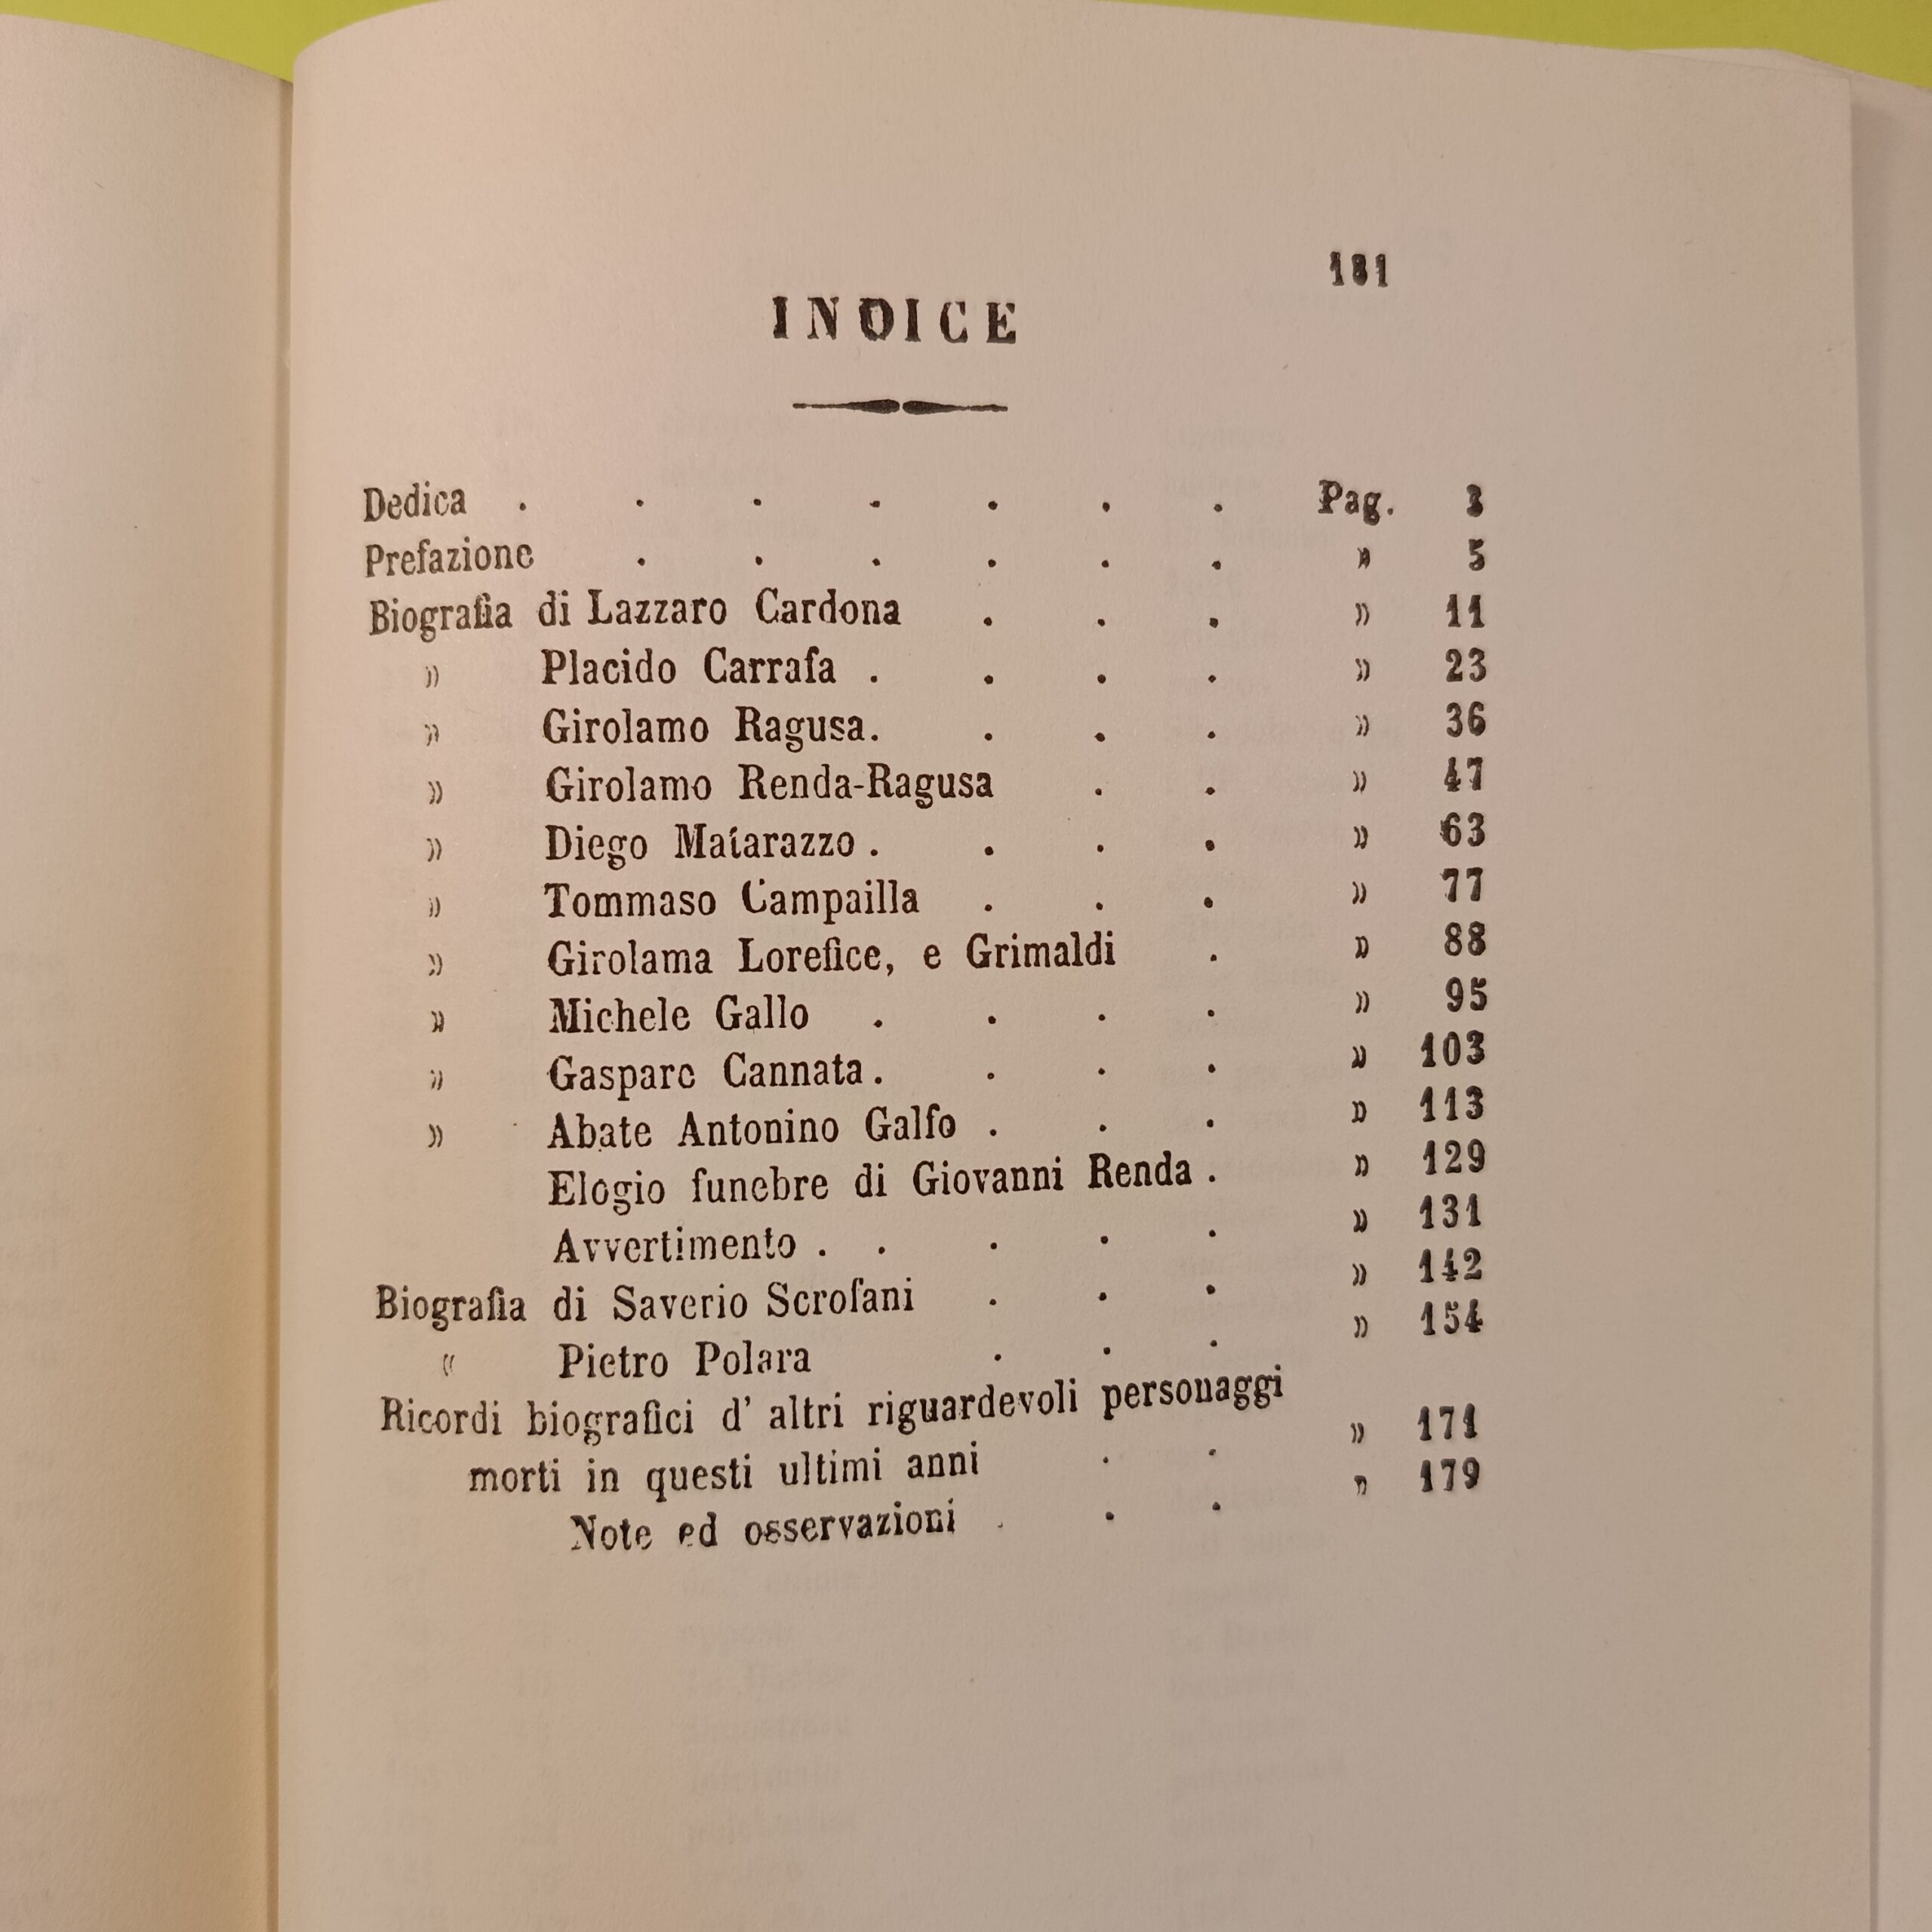 181
INDICE
Dedica . . . . . . . Pag. 3
Prefazione . . . . . . » 5
Biografia di Lazzaro Cardona . . . » 11
» Placido Carrafa . . . . » 23
» Girolamo Ragusa. . . . » 36
» Girolamo Renda-Ragusa . . » 47
» Diego Matarazzo . . . . » 63
» Tommaso Campailla . . . » 77
» Girolama Lorefice, e Grimaldi . » 88
» Michele Gallo . . . . » 95
» Gaspare Cannata. . . . » 103
» Abate Antonino Galfo . . . » 113
Elogio funebre di Giovanni Renda . » 129
Avvertimento . . . . . » 131
Biografia di Saverio Scrofani . . . » 142
« Pietro Polara . . . » 154
Ricordi biografici d' altri riguardevoli persouaggi
morti in questi ultimi anni . . » 171
Note ed osservazioni . . . » 179